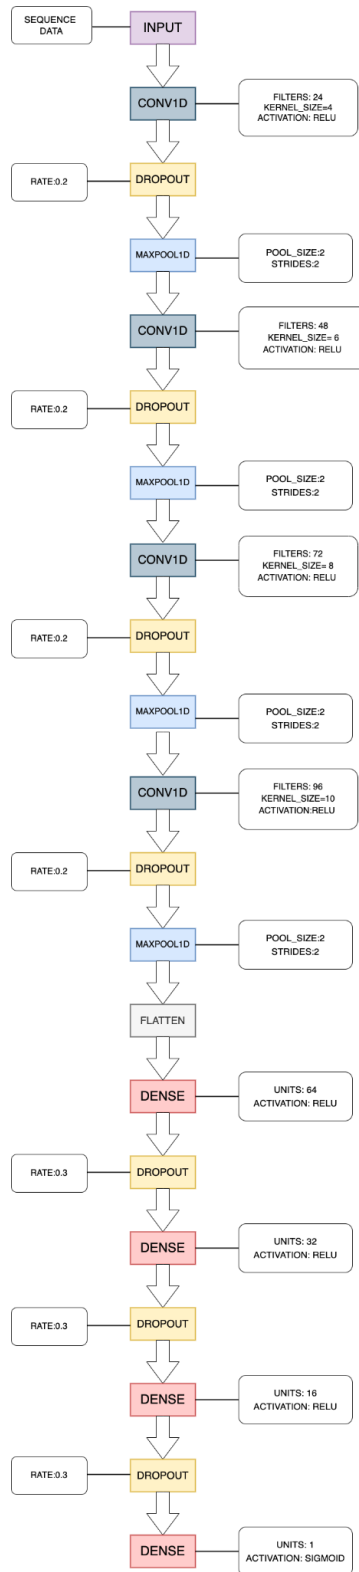 SEQUENCE
DATA
INPUT
CONV1D
FILTERS: 24
KERNEL_SIZE=4
ACTIVATION: RELU
RATE:0.2
DROPOUT
MAXPOOL1D
POOL_SIZE:2
STRIDES:2
CONV1D
FILTERS: 48
KERNEL_SIZE= 6
ACTIVATION: RELU
RATE:0.2
DROPOUT
MAXPOOL1D
POOL_SIZE:2
STRIDES:2
CONV1D
FILTERS: 72
KERNEL_SIZE= 8
ACTIVATION: RELU
RATE:0.2
DROPOUT
MAXPOOL1D
POOL_SIZE:2
STRIDES:2
CONV1D
FILTERS: 96
KERNEL_SIZE=10
ACTIVATION:RELU
RATE:0.2
DROPOUT
MAXPOOL1D
POOL_SIZE:2
STRIDES:2
FLATTEN
DENSE
UNITS: 64
ACTIVATION: RELU
RATE:0.3
DROPOUT
DENSE
UNITS: 32
ACTIVATION: RELU
RATE:0.3
DROPOUT
DENSE
UNITS: 16
ACTIVATION: RELU
RATE:0.3
DROPOUT
DENSE
UNITS: 1
ACTIVATION: SIGMOID